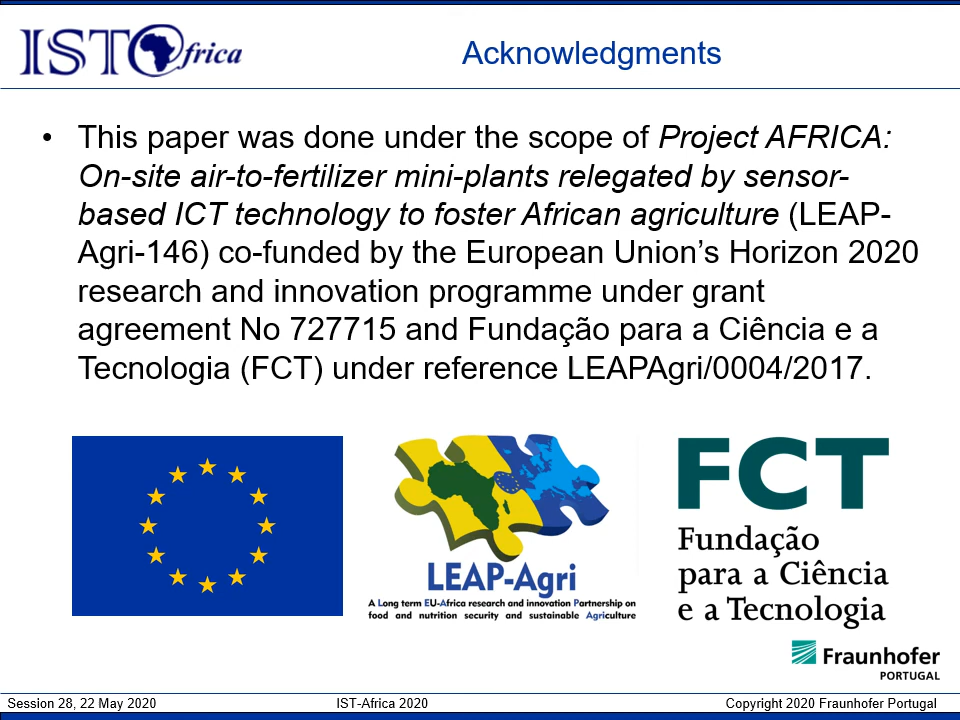 IST Africa
Acknowledgments
• This paper was done under the scope of Project AFRICA:
On-site air-to-fertilizer mini-plants relegated by sensor-
based ICT technology to foster African agriculture (LEAP-
Agri-146) co-funded by the European Union’s Horizon 2020
research and innovation programme under grant
agreement No 727715 and Fundação para a Ciência e a
Tecnologia (FCT) under reference LEAPAgri/0004/2017.
LEAP-Agri
A Long term EU-Africa research and innovation Partnership on
food and nutrition security and sustainable Agriculture
FCT
Fundação
para a Ciência
e a Tecnologia
Fraunhofer
PORTUGAL
Session 28, 22 May 2020
IST-Africa 2020
Copyright 2020 Fraunhofer Portugal